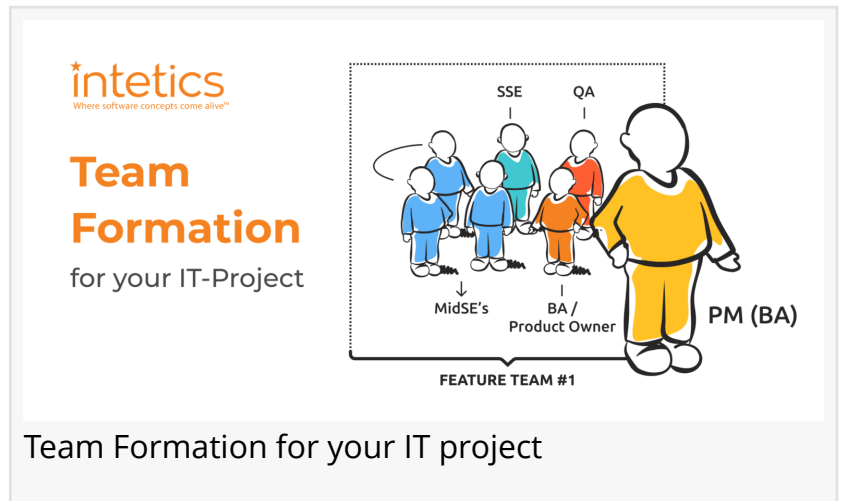 intetics
Where software concepts come alive™
Team
Formation
for your IT-Project
SSE
QA
MidSE's
BA /
Product Owner
PM (BA)
FEATURE TEAM #1
Team Formation for your IT project